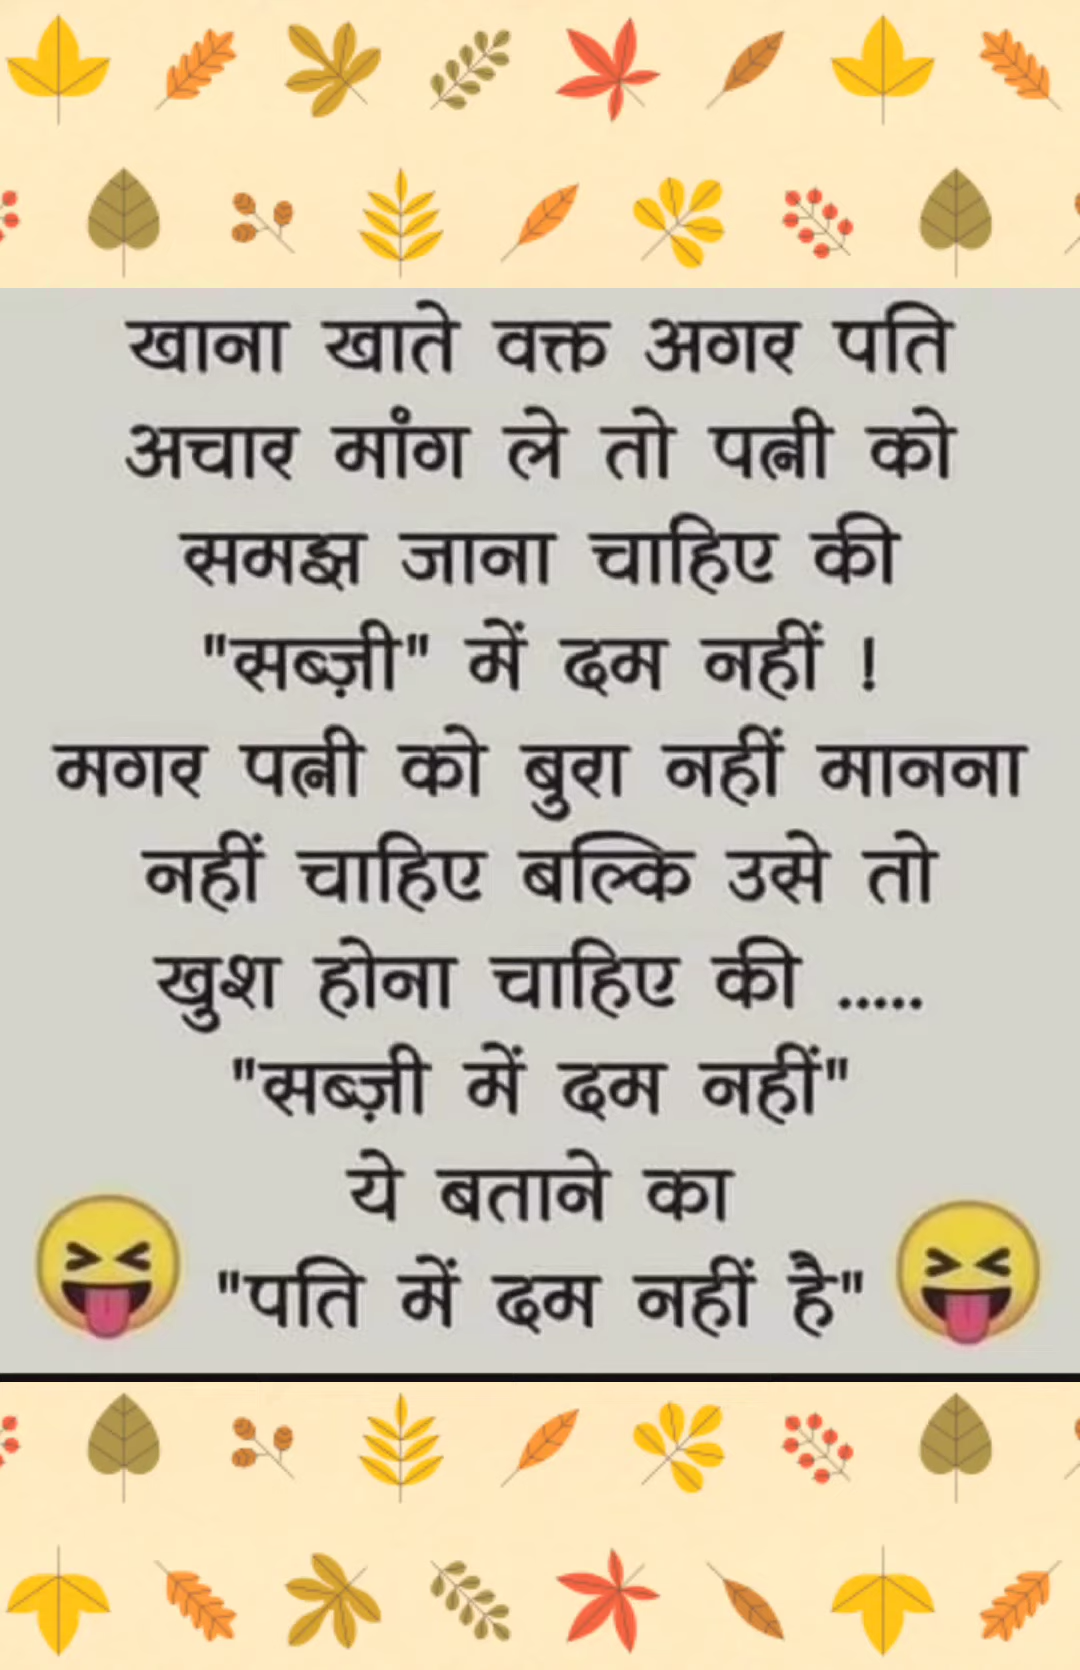 खाना खाते वक्त अगर पति
अचार मांग ले तो पत्नी को
समझ जाना चाहिए की
"सब्ज़ी" में दम नहीं !
मगर पत्नी को बुरा नहीं मानना
नहीं चाहिए बल्कि उसे तो
खुश होना चाहिए की .....
"सब्ज़ी में दम नहीं"
ये बताने का
"पति में दम नहीं है"